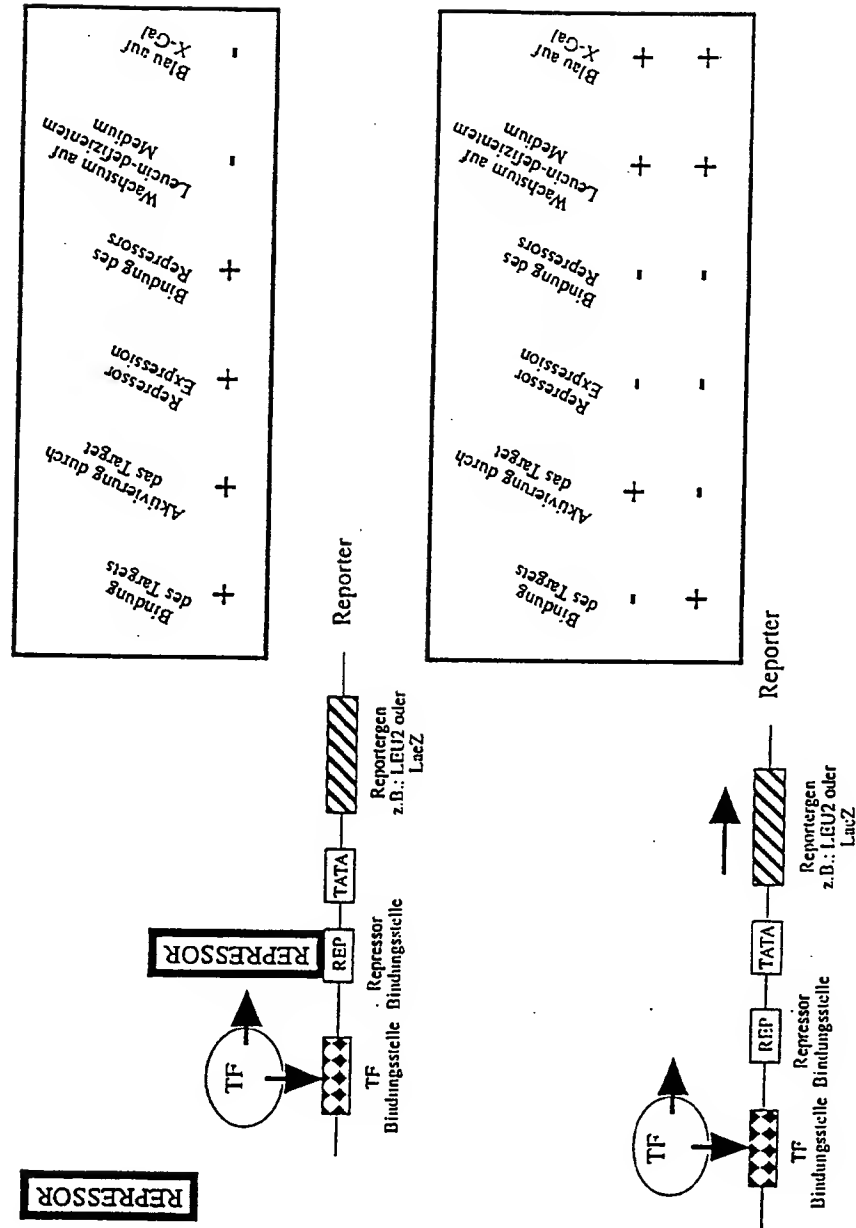 REPRESSOR
TF
REPRESSOR
REP
TATA
TF
Bindungsstelle
Repressor
Bindungsstelle
Reportergen
z.B.: LEU2 oder
LacZ
Reporter
Bindung
des Targets
Aktivierung durch
das Target
Repressor
Expression
Bindung des
Repressors
Wachstum auf
Leucin-defizientem
Medium
Blau auf
X-Gal
+ + + + - -
TF
REP
TATA
TF
Bindungsstelle
Repressor
Bindungsstelle
Reportergen
z.B.: LEU2 oder
LacZ
Reporter
Bindung
des Targets
Aktivierung durch
das Target
Repressor
Expression
Bindung des
Repressors
Wachstum auf
Leucin-defizientem
Medium
Blau auf
X-Gal
- + - - + +
+ - - - + +